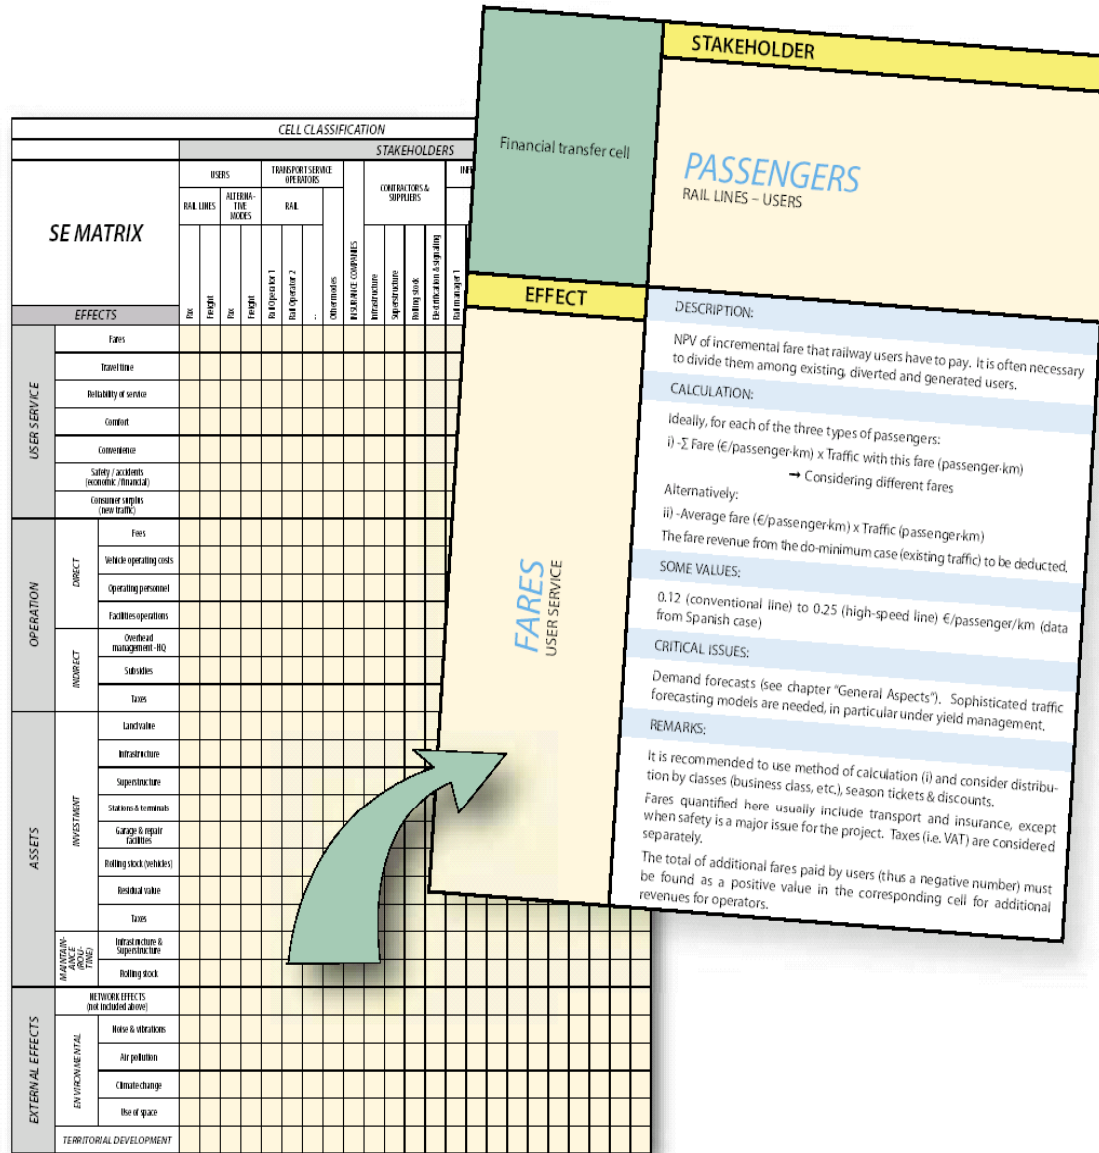 CELL CLASSIFICATION
STAKEHOLDERS
SE MATRIX
USERS
TRANSPORT SERVICE
OPERATORS
CONTRACTORS &
SUPPLIERS
RAIL LINES
ALTERNA-
TIVE
MODES
RAIL
Pax
Freight
Pax
Freight
Rail Operator 1
Rail Operator 2
...
Other modes
INSURANCE COMPANIES
Infrastructure
Superstructure
Rolling stock
Electrification & signaling
Rail manager 1
EFFECTS
USER SERVICE
Fares
Travel time
Reliability of service
Comfort
Convenience
Safety / accidents
(economic / financial)
Consumer surplus
(new traffic)
OPERATION
DIRECT
Fees
Vehicle operating costs
Operating personnel
Facilities operations
INDIRECT
Overhead
management - HQ
Subsidies
Taxes
ASSETS
INVESTMENT
Land value
Infrastructure
Superstructure
Stations & terminals
Garage & repair
facilities
Rolling stock (vehicles)
Residual value
Taxes
MAINTAIN-
ANCE
(ROU-
TINE)
Infrastructure &
Superstructure
Rolling stock
EXTERNAL EFFECTS
NETWORK EFFECTS
(not included above)
ENVIRONMENTAL
Noise & vibrations
Air pollution
Climate change
Use of space
TERRITORIAL DEVELOPMENT
Financial transfer cell
STAKEHOLDER
PASSENGERS
RAIL LINES – USERS
EFFECT
FARES
USER SERVICE
DESCRIPTION:
NPV of incremental fare that railway users have to pay. It is often necessary
to divide them among existing, diverted and generated users.
CALCULATION:
Ideally, for each of the three types of passengers:
i) -∑ Fare (€/passenger·km) x Traffic with this fare (passenger·km)
→ Considering different fares
Alternatively:
ii) -Average fare (€/passenger·km) x Traffic (passenger·km)
The fare revenue from the do-minimum case (existing traffic) to be deducted.
SOME VALUES:
0.12 (conventional line) to 0.25 (high-speed line) €/passenger/km (data
from Spanish case)
CRITICAL ISSUES:
Demand forecasts (see chapter "General Aspects"). Sophisticated traffic
forecasting models are needed, in particular under yield management.
REMARKS:
It is recommended to use method of calculation (i) and consider distribu-
tion by classes (business class, etc.), season tickets & discounts.
Fares quantified here usually include transport and insurance, except
when safety is a major issue for the project. Taxes (i.e. VAT) are considered
separately.
The total of additional fares paid by users (thus a negative number) must
be found as a positive value in the corresponding cell for additional
revenues for operators.